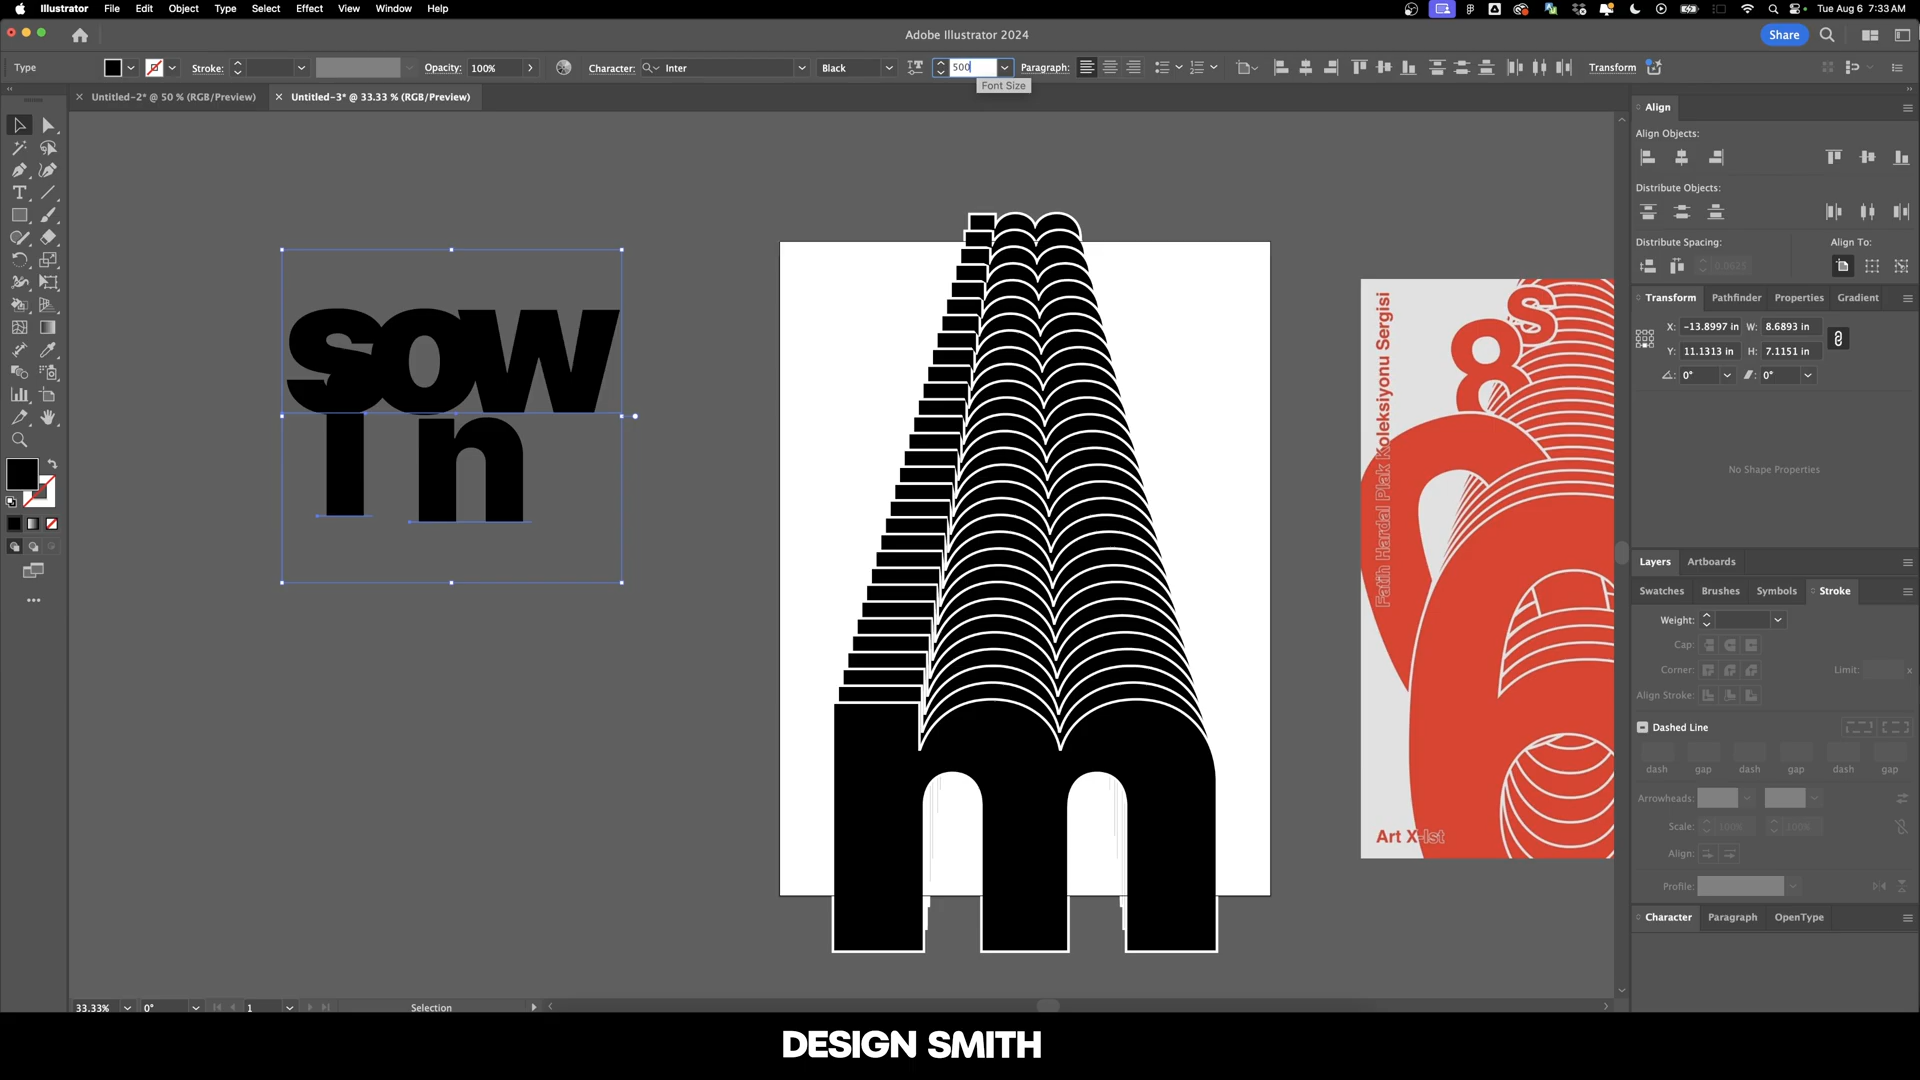 Illustrator File Edit Object Type Select Effect View Window Help
Tue Aug 6 7:33 AM
Adobe Illustrator 2024
Share
Type
Stroke:
Opacity: 100%
Character: Inter
Black
500
Paragraph:
Transform
Font Size
Untitled-2* @ 50 % (RGB/Preview)
Untitled-3* @ 33.33 % (RGB/Preview)
Align
Align Objects:
Distribute Objects:
Distribute Spacing:
Align To:
0.0625
Transform Pathfinder Properties Gradient
X: -13.8997 in W: 8.6893 in
Y: 11.1313 in H: 7.1151 in
0° 0°
No Shape Properties
Layers Artboards
Swatches Brushes Symbols Stroke
Weight:
Cap:
Corner: Limit: x
Align Stroke:
Dashed Line
dash gap dash gap dash gap
Arrowheads:
Scale: 100% 100%
Align:
Profile:
Character Paragraph OpenType
sow
i n
m
8s
Fatih Hardal Plak Koleksiyonu Sergisi
Art X-Ist
33.33% 0° 1 Selection
DESIGN SMITH